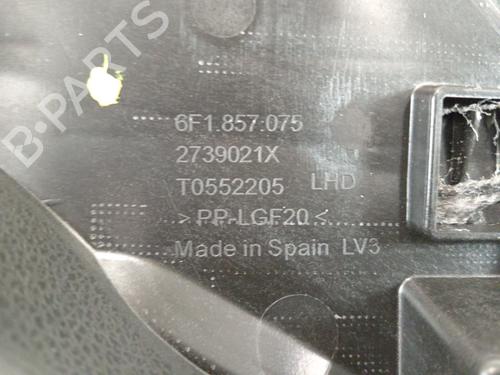 B-PARTS
6F1.857.075
2739021X
T0552205 LHD
>PP-LGF20<
Made in Spain LV3